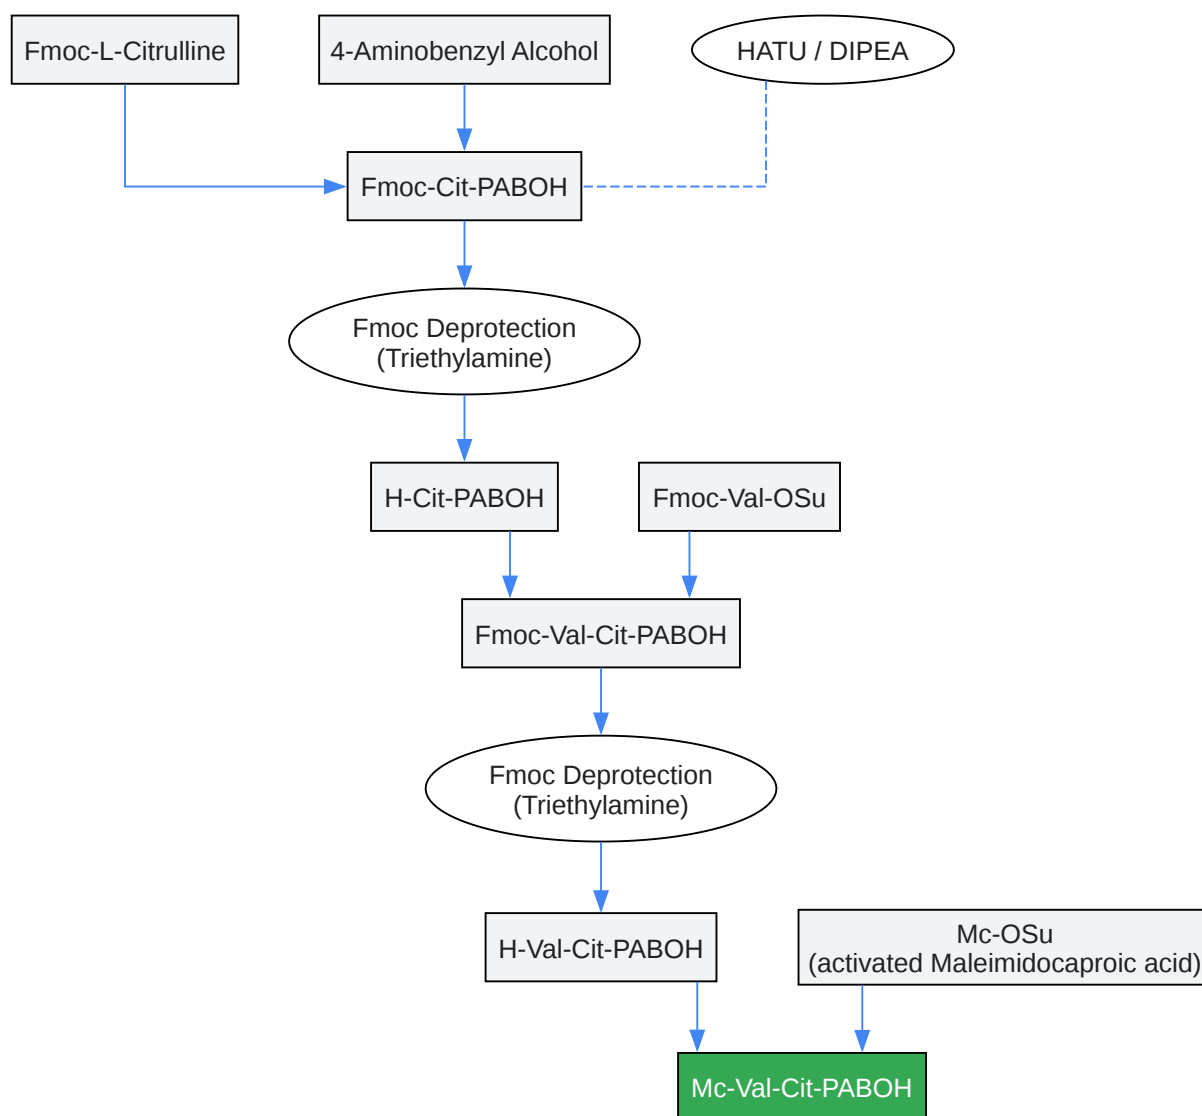 Fmoc-L-Citrulline
4-Aminobenzyl Alcohol
HATU / DIPEA
Fmoc-Cit-PABOH
Fmoc Deprotection
(Triethylamine)
H-Cit-PABOH
Fmoc-Val-OSu
Fmoc-Val-Cit-PABOH
Fmoc Deprotection
(Triethylamine)
H-Val-Cit-PABOH
Mc-OSu
(activated Maleimidocaproic acid)
Mc-Val-Cit-PABOH